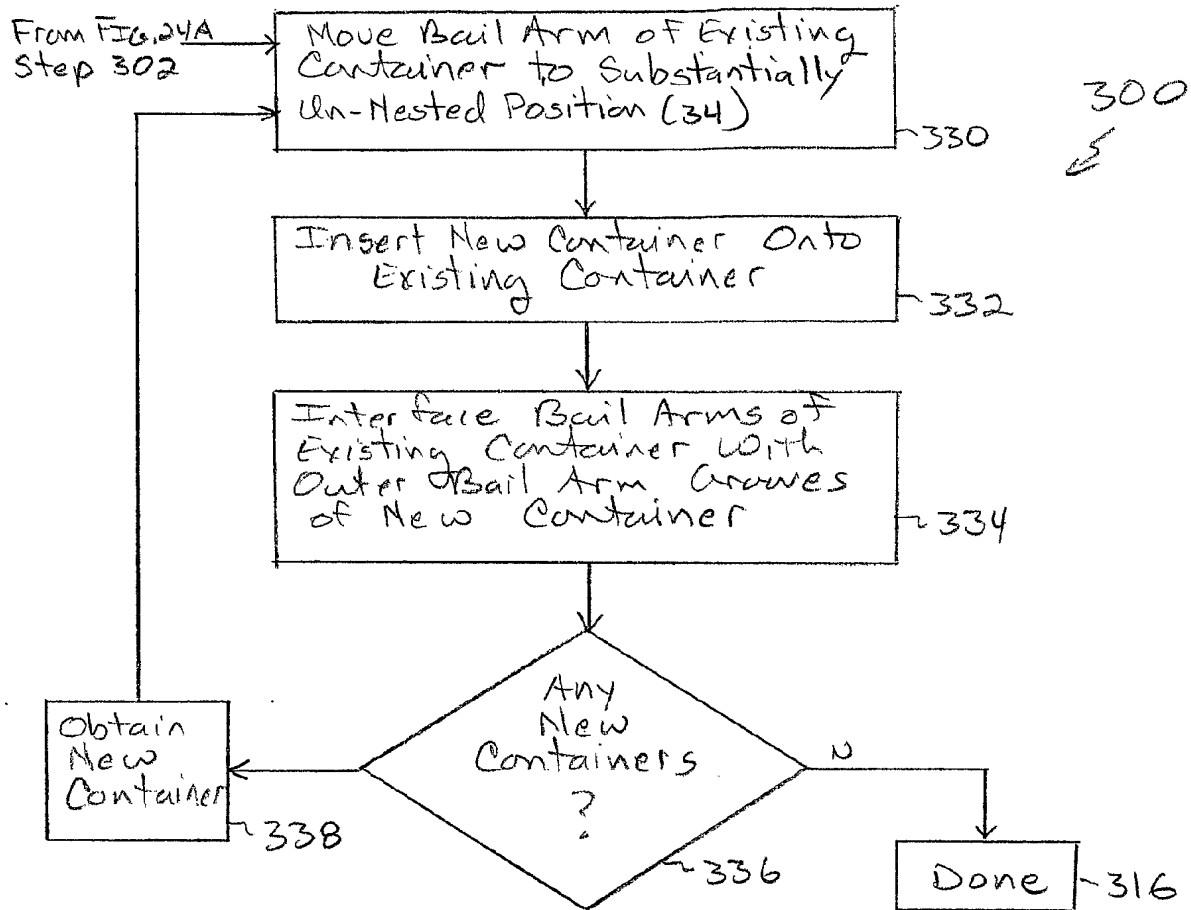 From FIG. 24A
Step 302
Move Bail Arm of Existing
Container to Substantially
Un-Nested Position (34)
330
300
Insert New Container Onto
Existing Container
332
Interface Bail Arms of
Existing Container With
Outer Bail Arm Grooves
of New Container
334
Any
New
Containers
?
336
N
Obtain
New
Container
338
Done
316